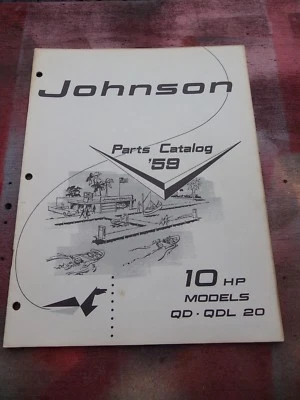 Johnson
Parts Catalog
'59
10 HP
MODELS
QD · QDL 20